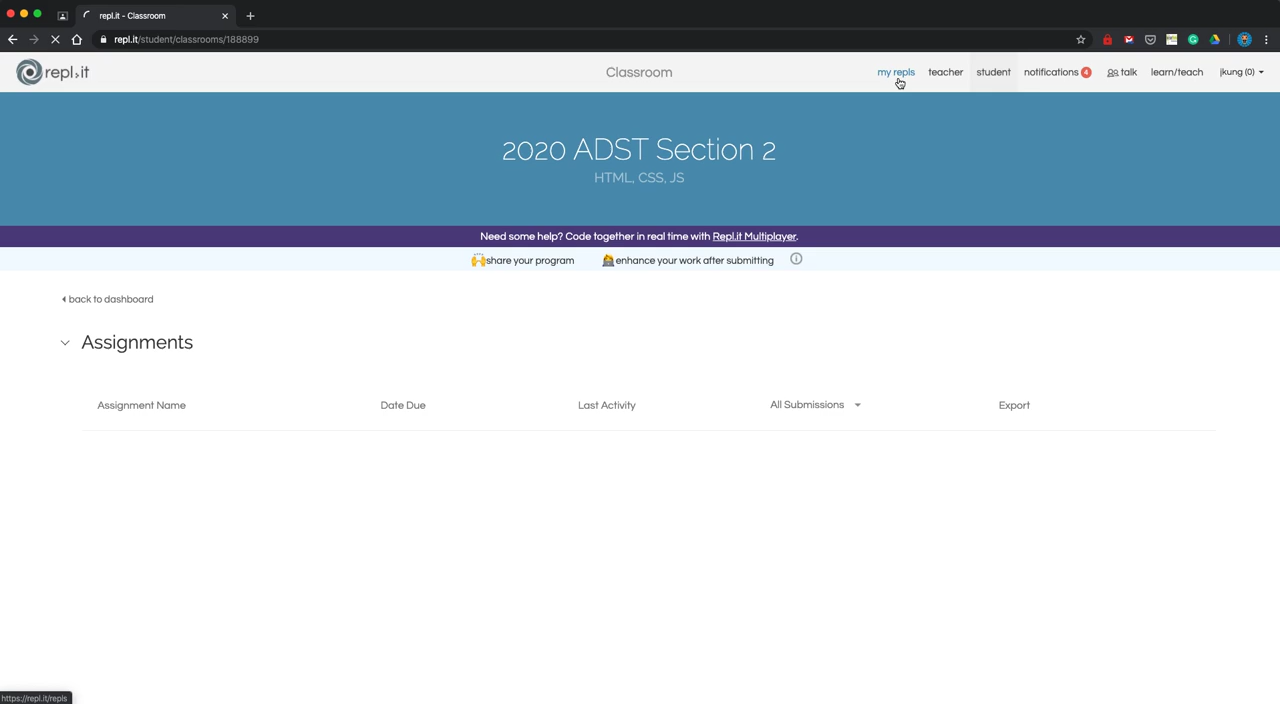 repl.it - Classroom
repl.it/student/classrooms/188899
repl.it
Classroom
my repls
teacher
student
notifications 4
talk
learn/teach
jkung (0)
2020 ADST Section 2
HTML, CSS, JS
Need some help? Code together in real time with Repl.it Multiplayer.
share your program
enhance your work after submitting
back to dashboard
Assignments
Assignment Name
Date Due
Last Activity
All Submissions
Export
https://repl.it/repls